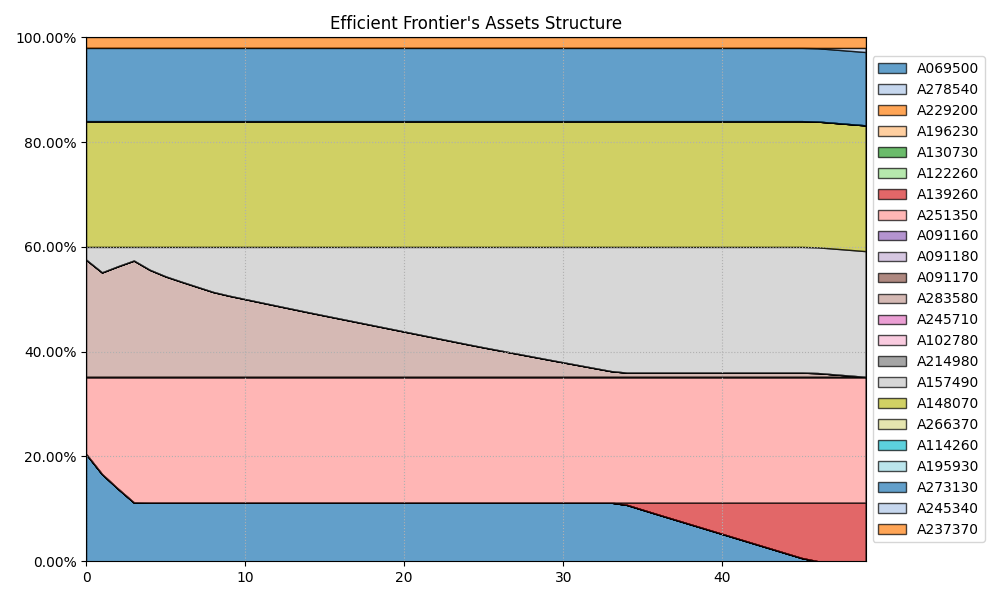 Efficient Frontier's Assets Structure
100.00%
80.00%
60.00%
40.00%
20.00%
0.00%
0
10
20
30
40
A069500
A278540
A229200
A196230
A130730
A122260
A139260
A251350
A091160
A091180
A091170
A283580
A245710
A102780
A214980
A157490
A148070
A266370
A114260
A195930
A273130
A245340
A237370